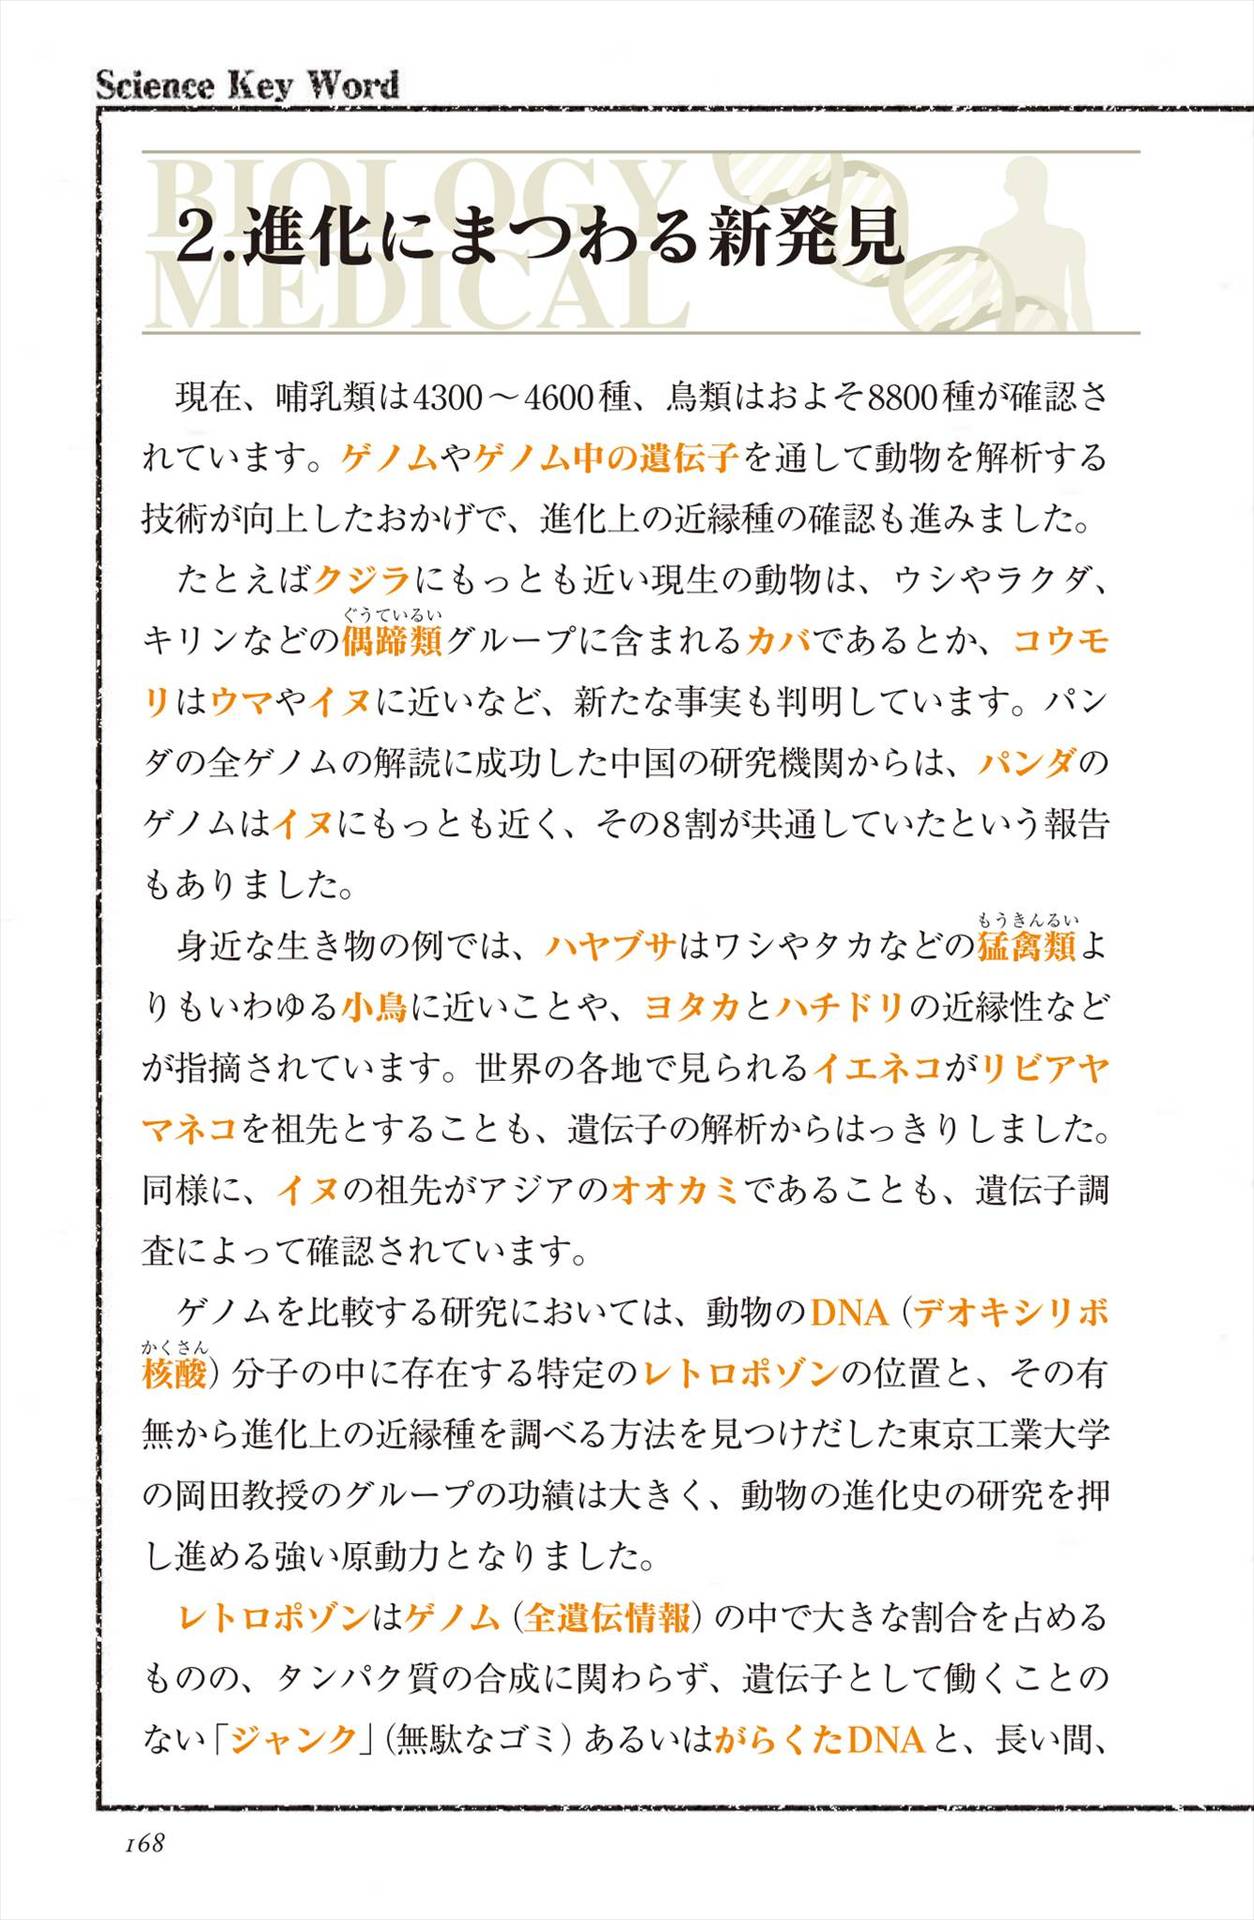 Science Key Word
BIOLOGY
MEDICAL
2.進化にまつわる新発見
現在、哺乳類は4300～4600種、鳥類はおよそ8800種が確認さ
れています。ゲノムやゲノム中の遺伝子を通して動物を解析する
技術が向上したおかげで、進化上の近縁種の確認も進みました。
たとえばクジラにもっとも近い現生の動物は、ウシやラクダ、
ぐうているい
キリンなどの偶蹄類グループに含まれるカバであるとか、コウモ
リはウマやイヌに近いなど、新たな事実も判明しています。パン
ダの全ゲノムの解読に成功した中国の研究機関からは、パンダの
ゲノムはイヌにもっとも近く、その8割が共通していたという報告
もありました。
もうきんるい
身近な生き物の例では、ハヤブサはワシやタカなどの猛禽類よ
りもいわゆる小鳥に近いことや、ヨタカとハチドリの近縁性など
が指摘されています。世界の各地で見られるイエネコがリビアヤ
マネコを祖先とすることも、遺伝子の解析からはっきりしました。
同様に、イヌの祖先がアジアのオオカミであることも、遺伝子調
査によって確認されています。
ゲノムを比較する研究においては、動物のDNA（デオキシリボ
かくさん
核酸）分子の中に存在する特定のレトロポゾンの位置と、その有
無から進化上の近縁種を調べる方法を見つけだした東京工業大学
の岡田教授のグループの功績は大きく、動物の進化史の研究を押
し進める強い原動力となりました。
レトロポゾンはゲノム（全遺伝情報）の中で大きな割合を占める
ものの、タンパク質の合成に関わらず、遺伝子として働くことの
ない「ジャンク」（無駄なゴミ）あるいはがらくたDNAと、長い間、
168